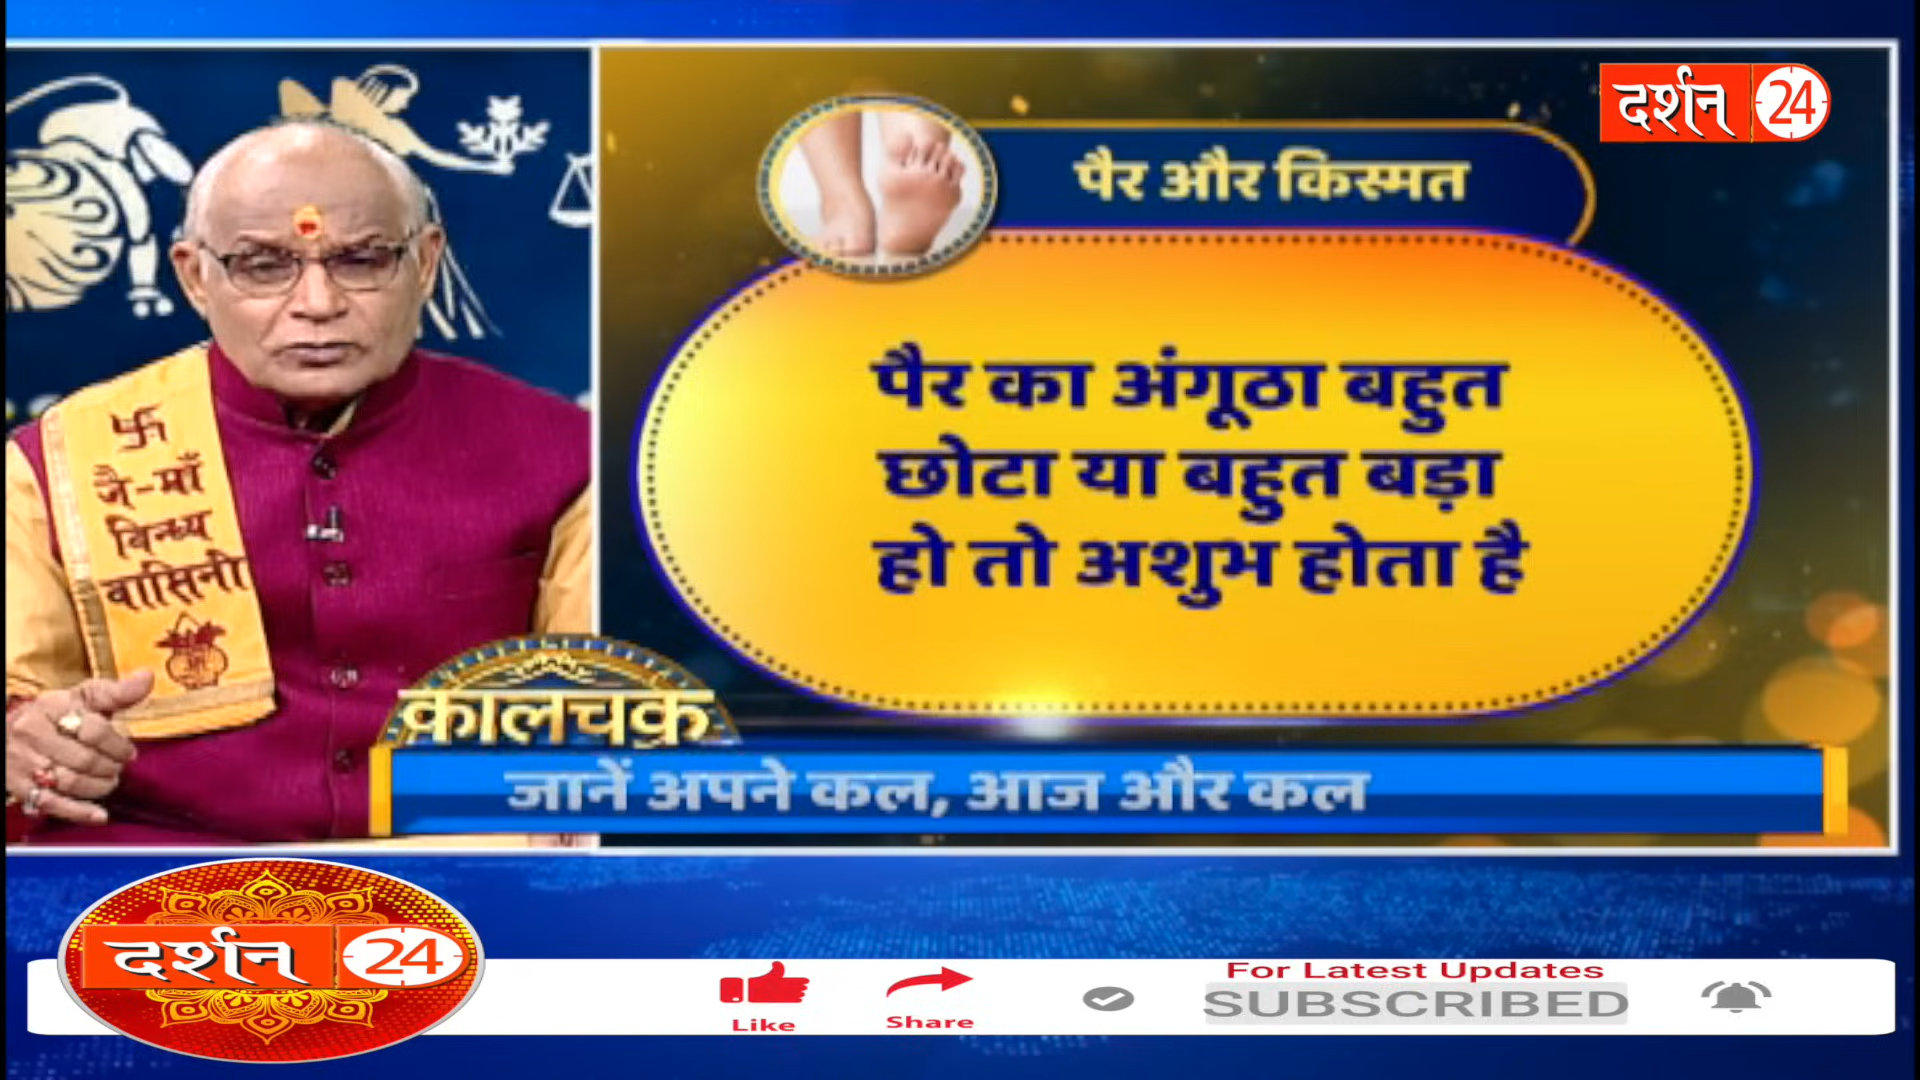 दर्शन 24
पैर और किस्मत
पैर का अंगूठा बहुत
छोटा या बहुत बड़ा
हो तो अशुभ होता है
जै-माँ
विन्ध्य
वासिनी
कालचक्र
जानें अपने कल, आज और कल
दर्शन 24
Like
Share
For Latest Updates
SUBSCRIBED